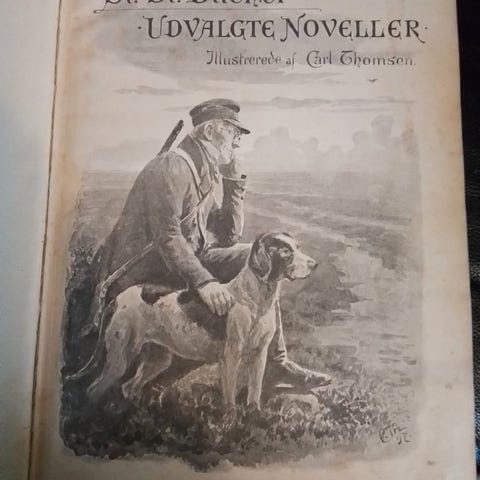 UDVALGTE NOVELLER
Illustrerede af Carl Thomsen.